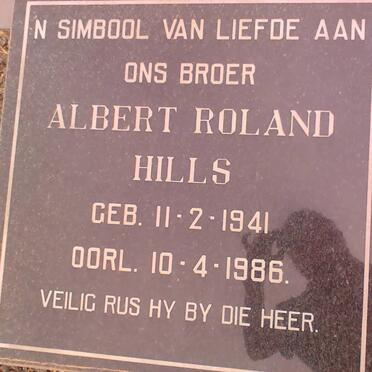 N SIMBOOL VAN LIEFDE AAN
ONS BROER
ALBERT ROLAND
HILLS
GEB. 11-2-1941
OORL. 10-4-1986.
VEILIG RUS HY BY DIE HEER.